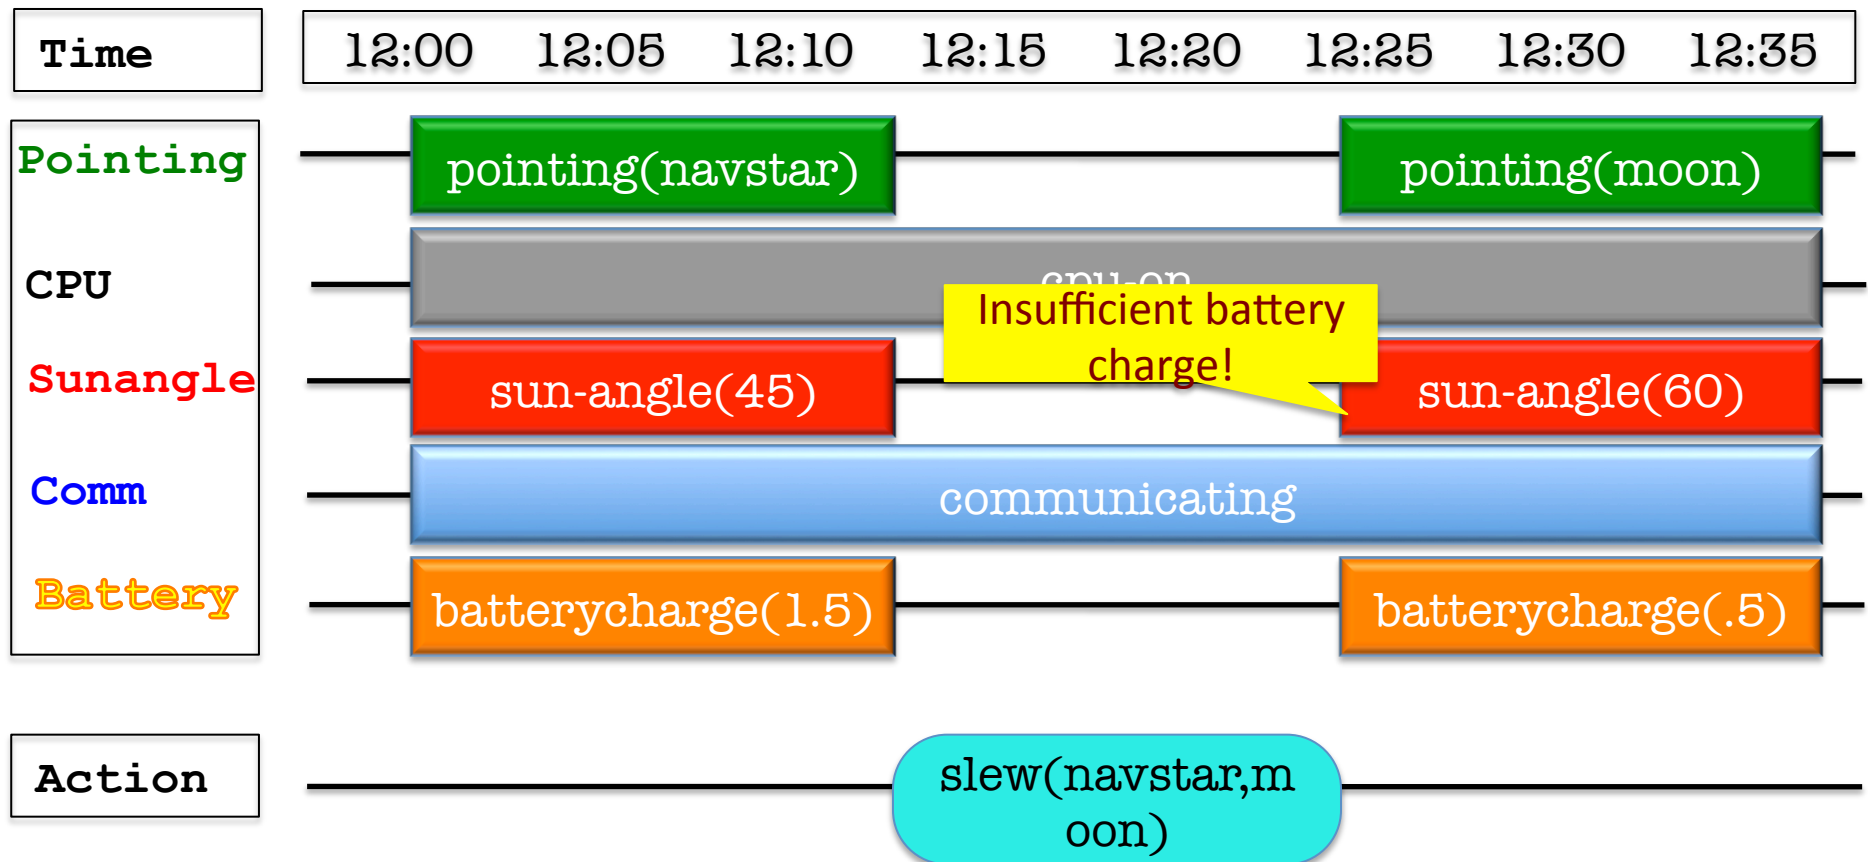 Time
12:00 12:05 12:10 12:15 12:20 12:25 12:30 12:35
Pointing
pointing(navstar)
pointing(moon)
CPU
cpu-on
Insufficient battery
charge!
Sunangle
sun-angle(45)
sun-angle(60)
Comm
communicating
Battery
batterycharge(1.5)
batterycharge(.5)
Action
slew(navstar,m
oon)